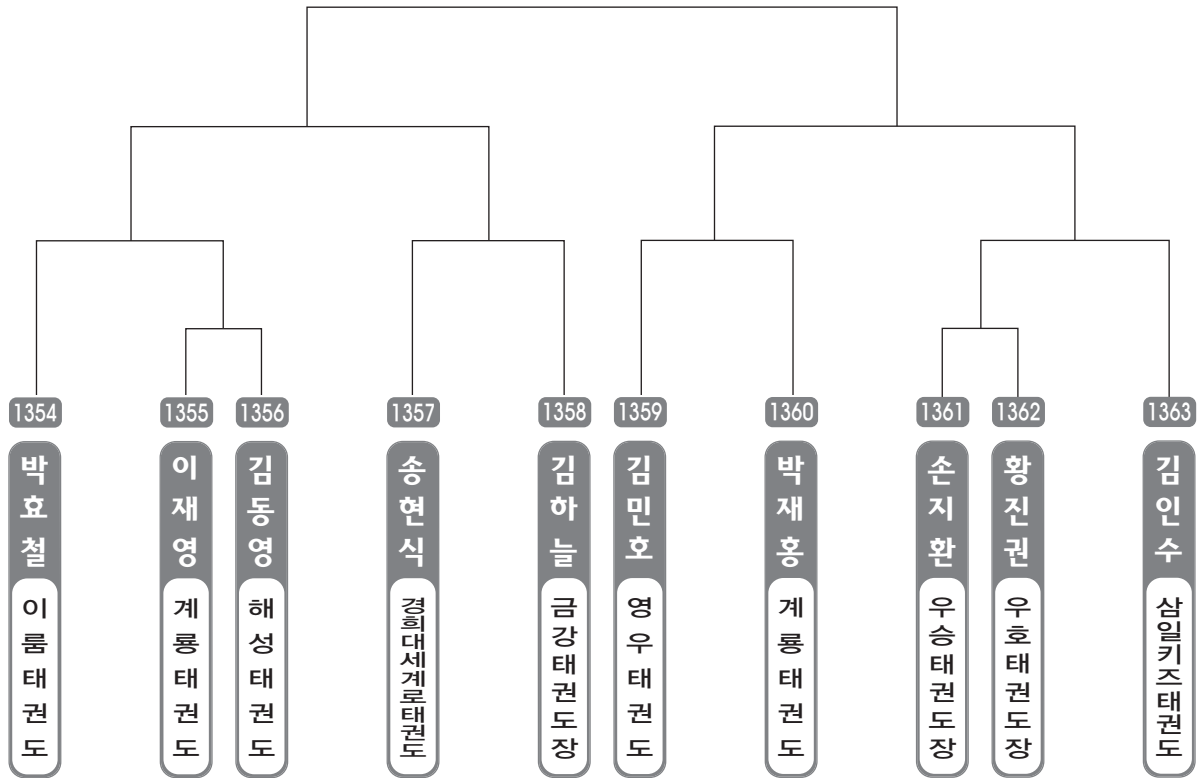 1354 1355 1356 1357 1358 1359 1360 1361 1362 1363
박효철 이재영 김동영 송현식 김하늘 김민호 박재홍 손지환 황진권 김인수
이룸태권도 계룡태권도 해성태권도 경희대세계로태권도 금강태권도장 영우태권도 계룡태권도 우승태권도장 우호태권도장 삼일키즈태권도